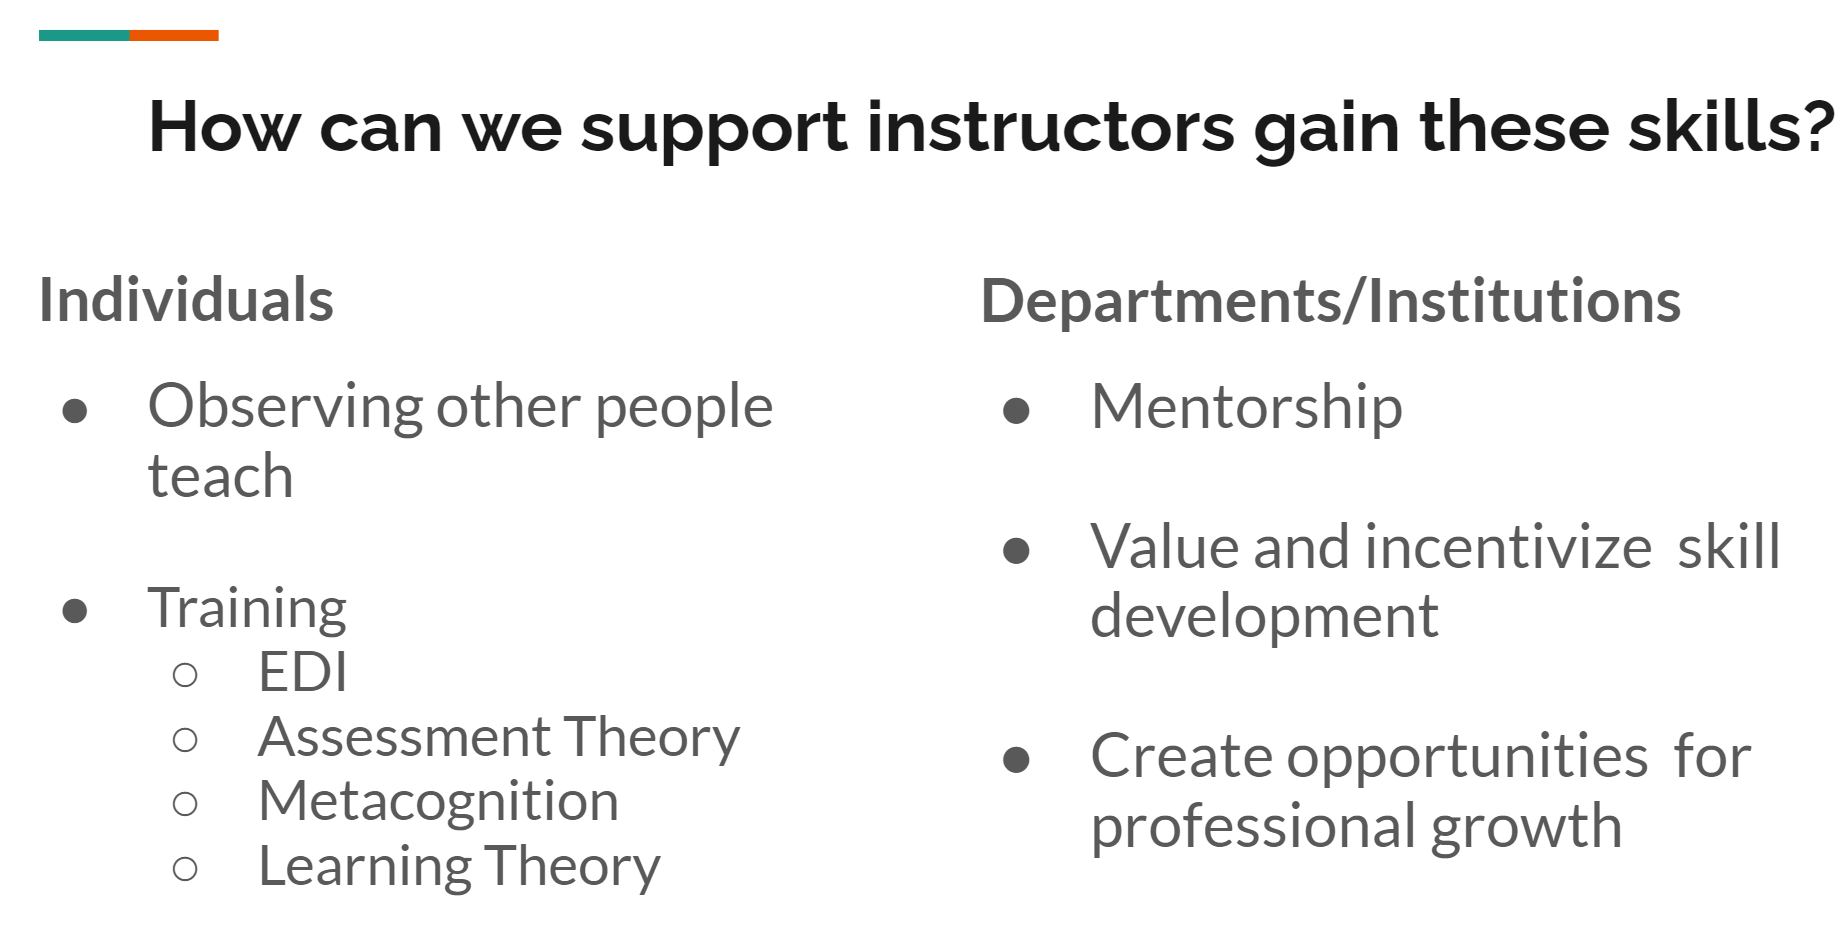 How can we support instructors gain these skills?
Individuals
● Observing other people
teach
● Training
○ EDI
○ Assessment Theory
○ Metacognition
○ Learning Theory
Departments/Institutions
● Mentorship
● Value and incentivize skill
development
● Create opportunities for
professional growth